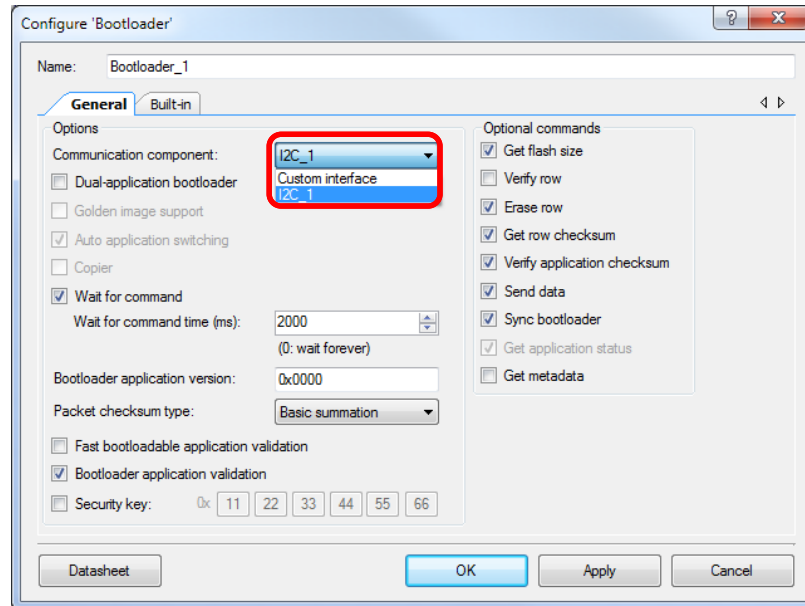 Configure 'Bootloader'
?
Name: Bootloader_1
General Built-in
Options
Communication component: I2C_1
Custom interface
I2C_1
Dual-application bootloader
Golden image support
Auto application switching
Copier
Wait for command
Wait for command time (ms): 2000
(0: wait forever)
Bootloader application version: 0x0000
Packet checksum type: Basic summation
Fast bootloadable application validation
Bootloader application validation
Security key: 0x 11 22 33 44 55 66
Optional commands
Get flash size
Verify row
Erase row
Get row checksum
Verify application checksum
Send data
Sync bootloader
Get application status
Get metadata
Datasheet OK Apply Cancel